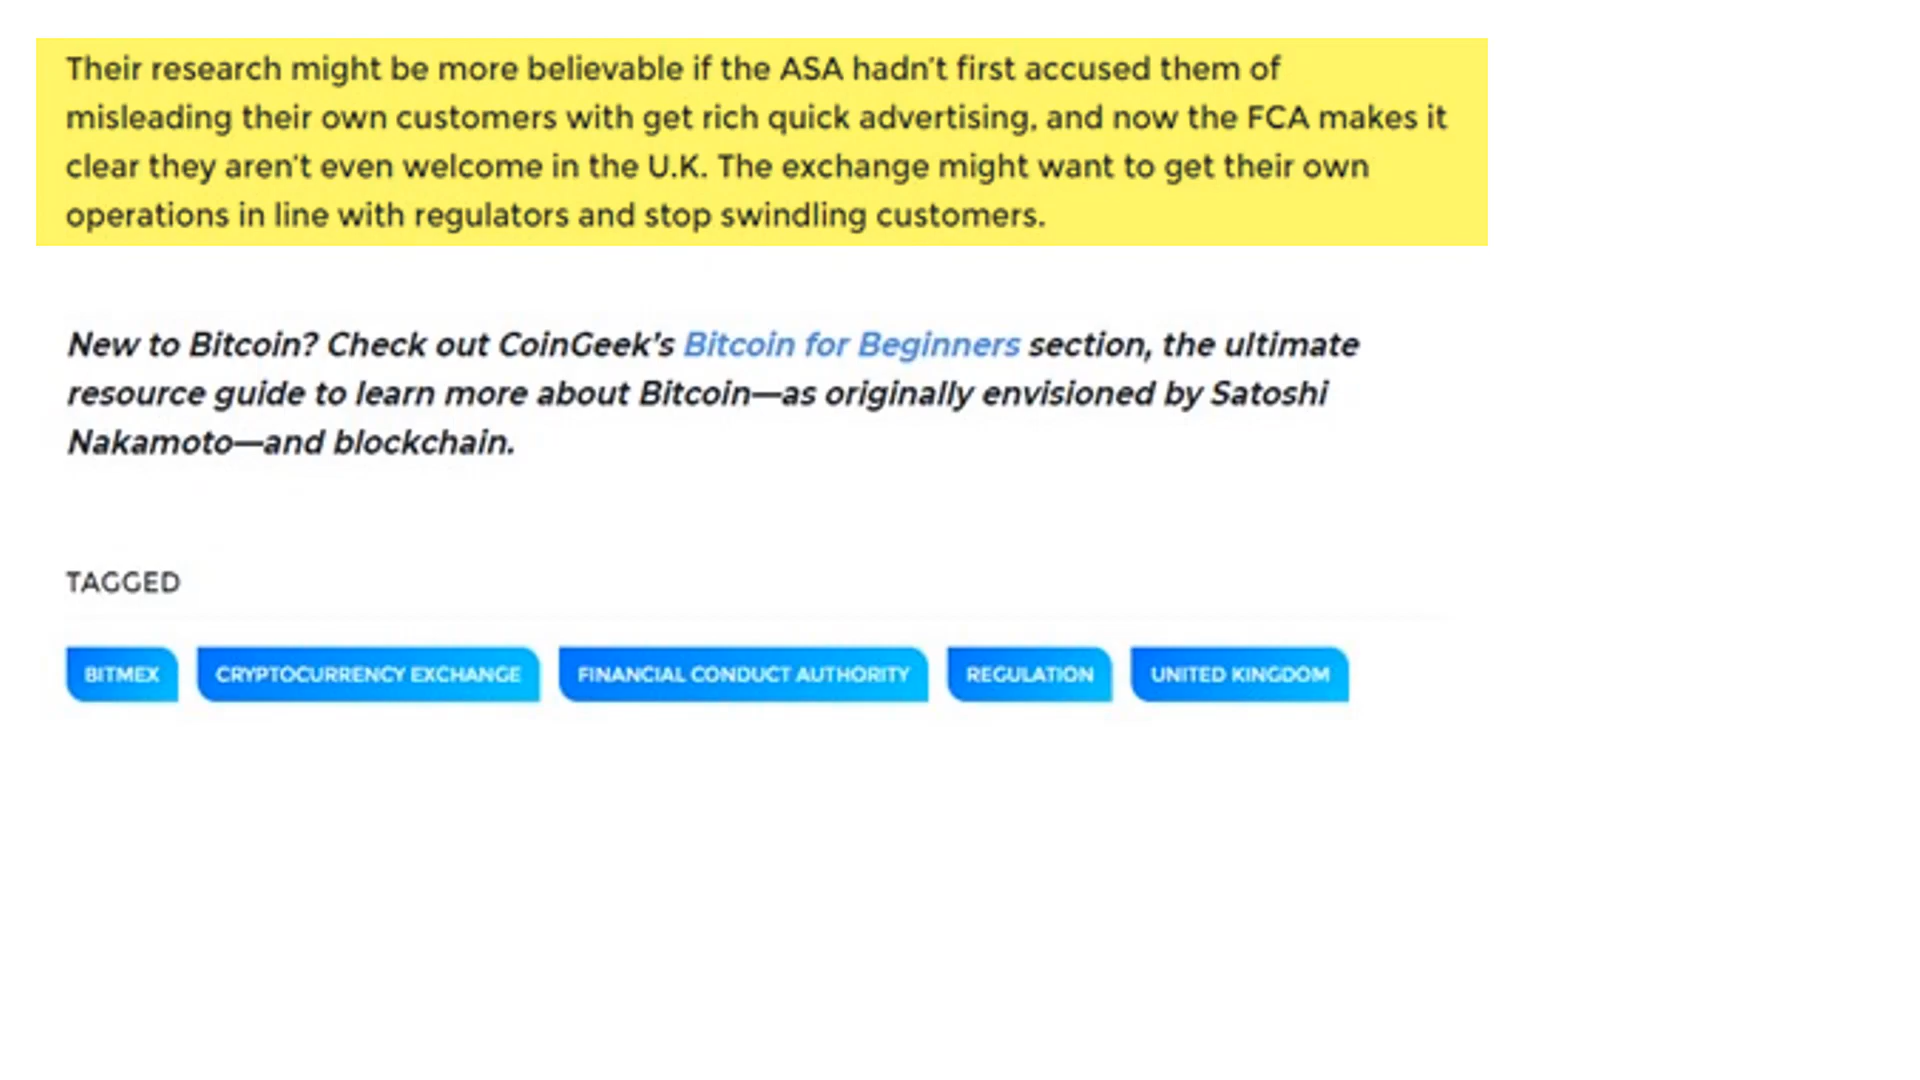 Their research might be more believable if the ASA hadn't first accused them of
misleading their own customers with get rich quick advertising, and now the FCA makes it
clear they aren't even welcome in the U.K. The exchange might want to get their own
operations in line with regulators and stop swindling customers.
New to Bitcoin? Check out CoinGeek's Bitcoin for Beginners section, the ultimate
resource guide to learn more about Bitcoin—as originally envisioned by Satoshi
Nakamoto—and blockchain.
TAGGED
BITMEX CRYPTOCURRENCY EXCHANGE FINANCIAL CONDUCT AUTHORITY REGULATION UNITED KINGDOM